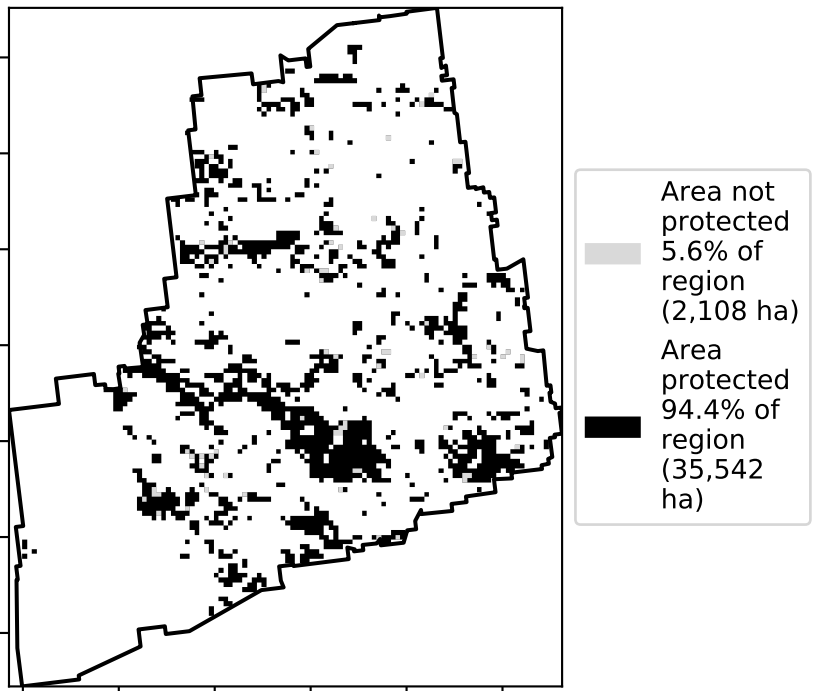 Area not
protected
5.6% of
region
(2,108 ha)
Area
protected
94.4% of
region
(35,542
ha)